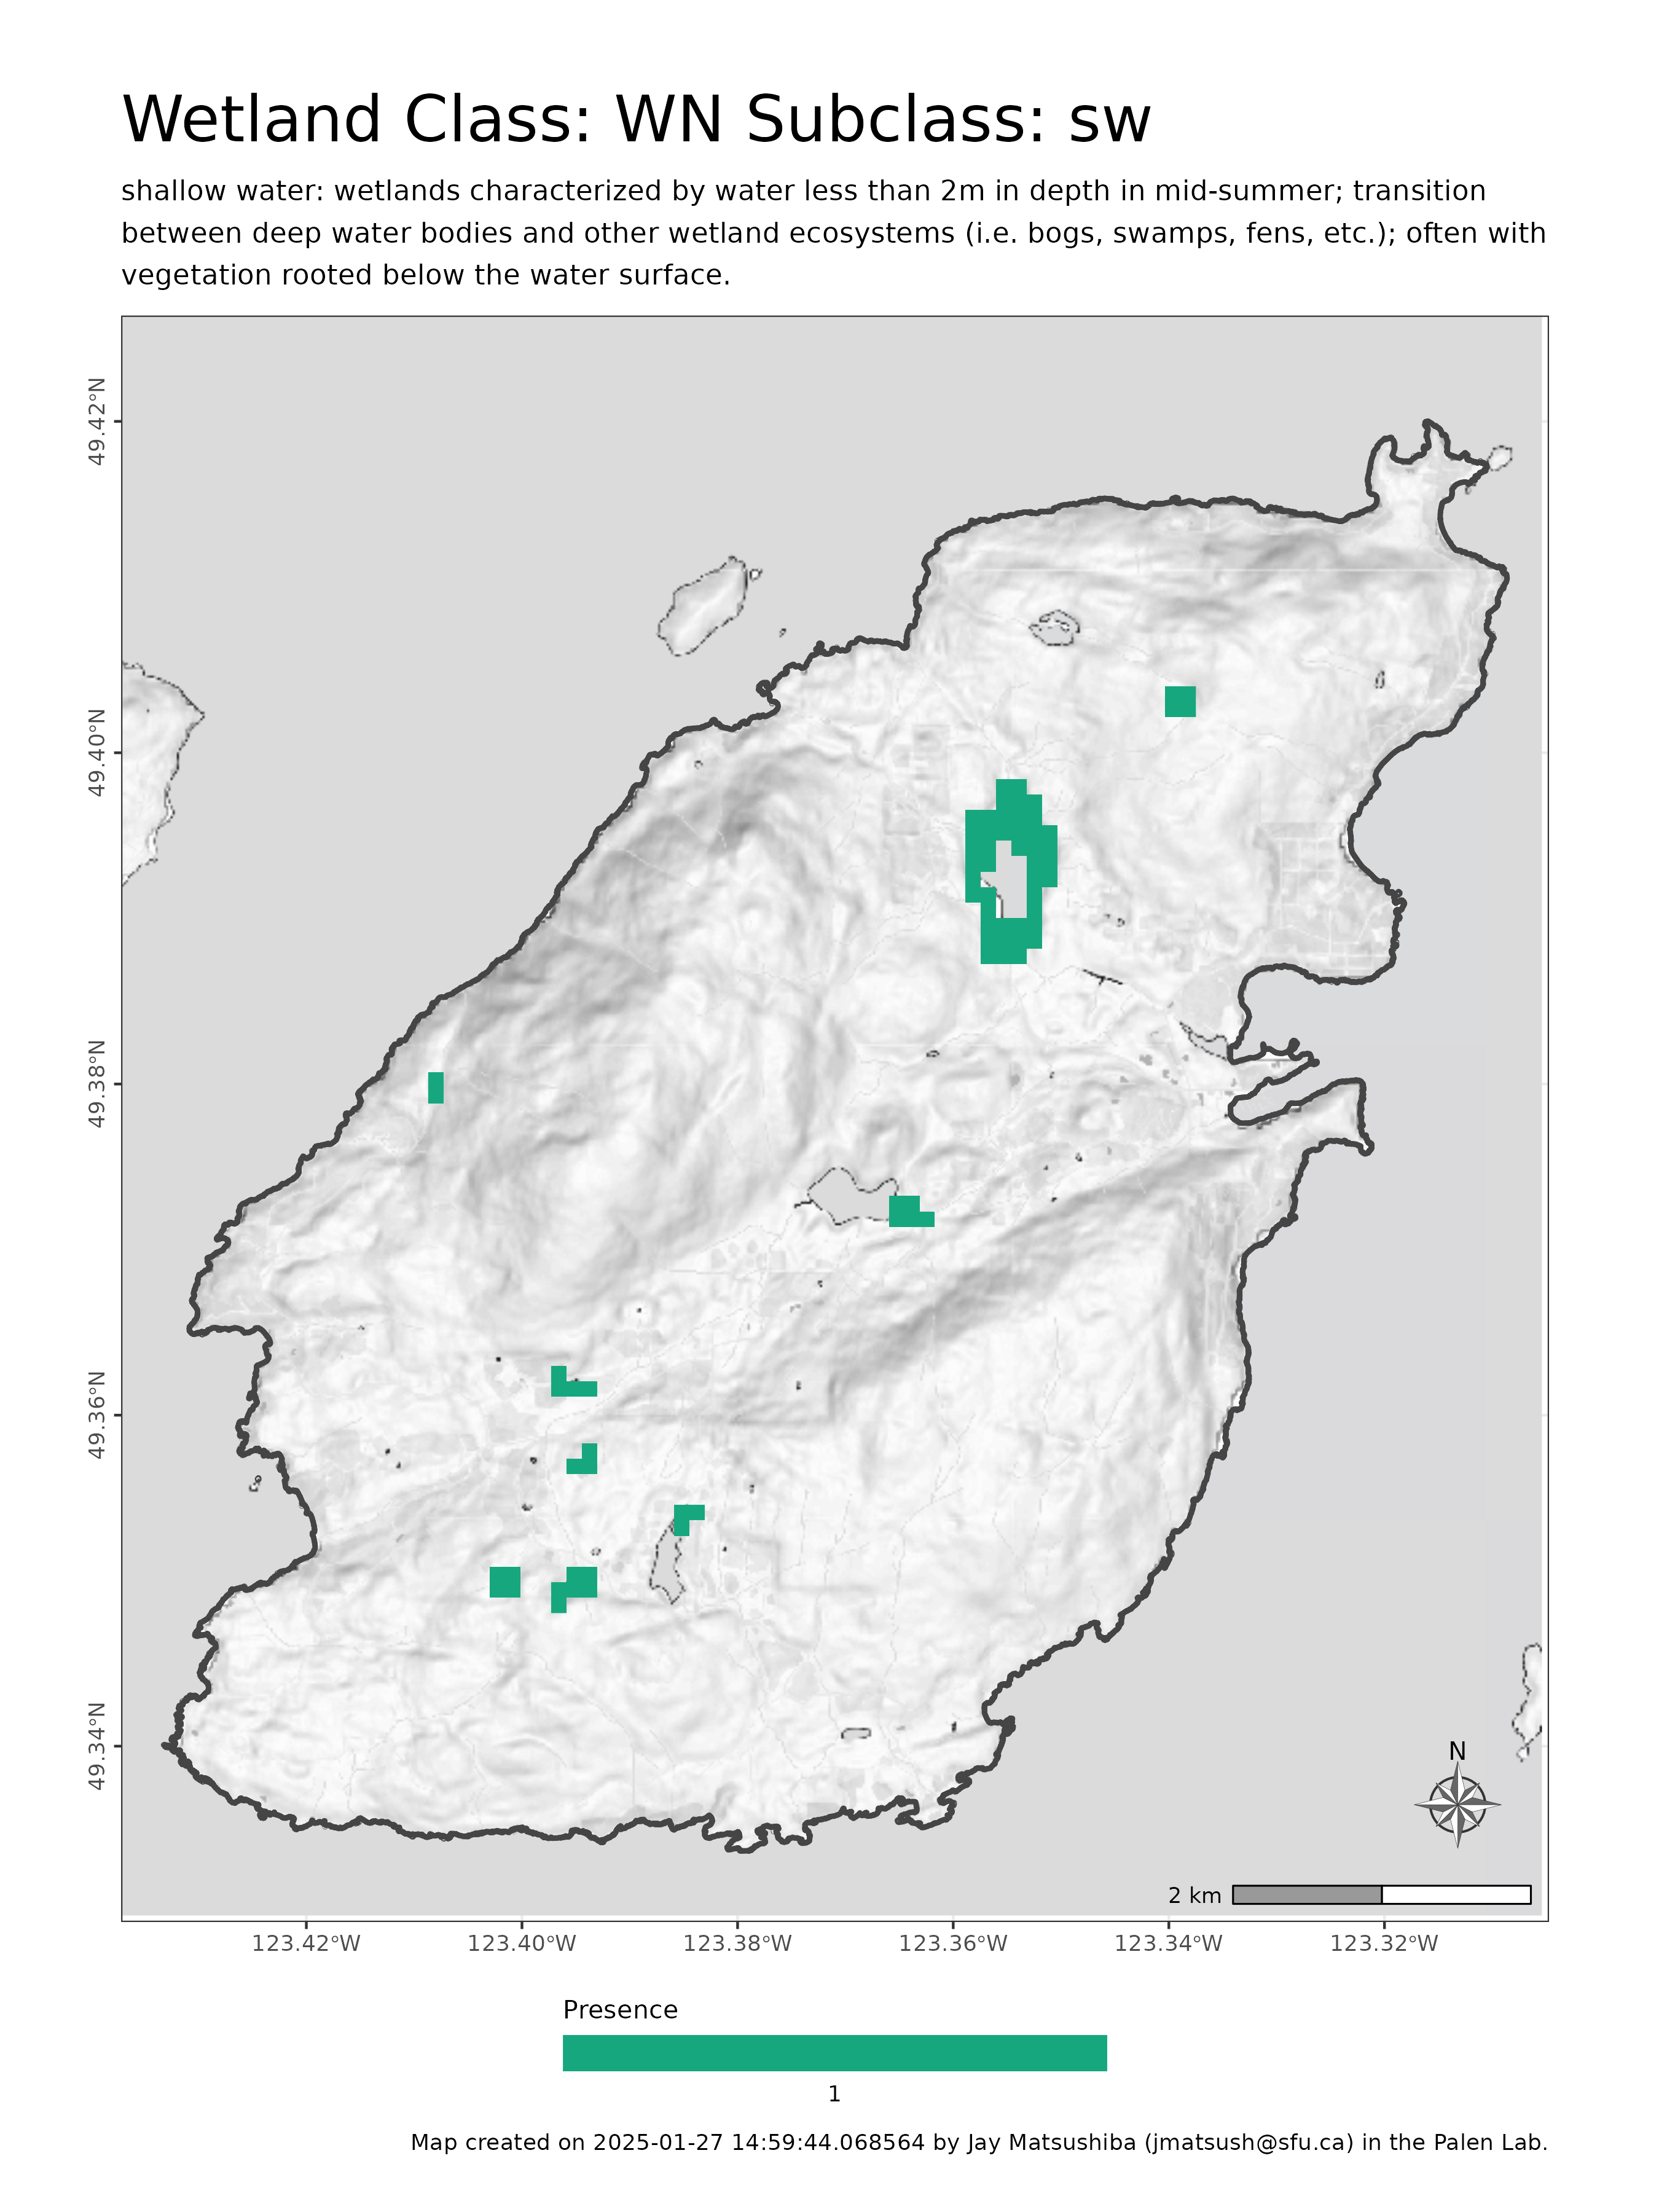 Wetland Class: WN Subclass: sw
shallow water: wetlands characterized by water less than 2m in depth in mid-summer; transition
between deep water bodies and other wetland ecosystems (i.e. bogs, swamps, fens, etc.); often with
vegetation rooted below the water surface.
49.42°N
49.40°N
49.38°N
49.36°N
49.34°N
N
2 km
123.42°W
123.40°W
123.38°W
123.36°W
123.34°W
123.32°W
Presence
1
Map created on 2025-01-27 14:59:44.068564 by Jay Matsushiba (jmatsush@sfu.ca) in the Palen Lab.